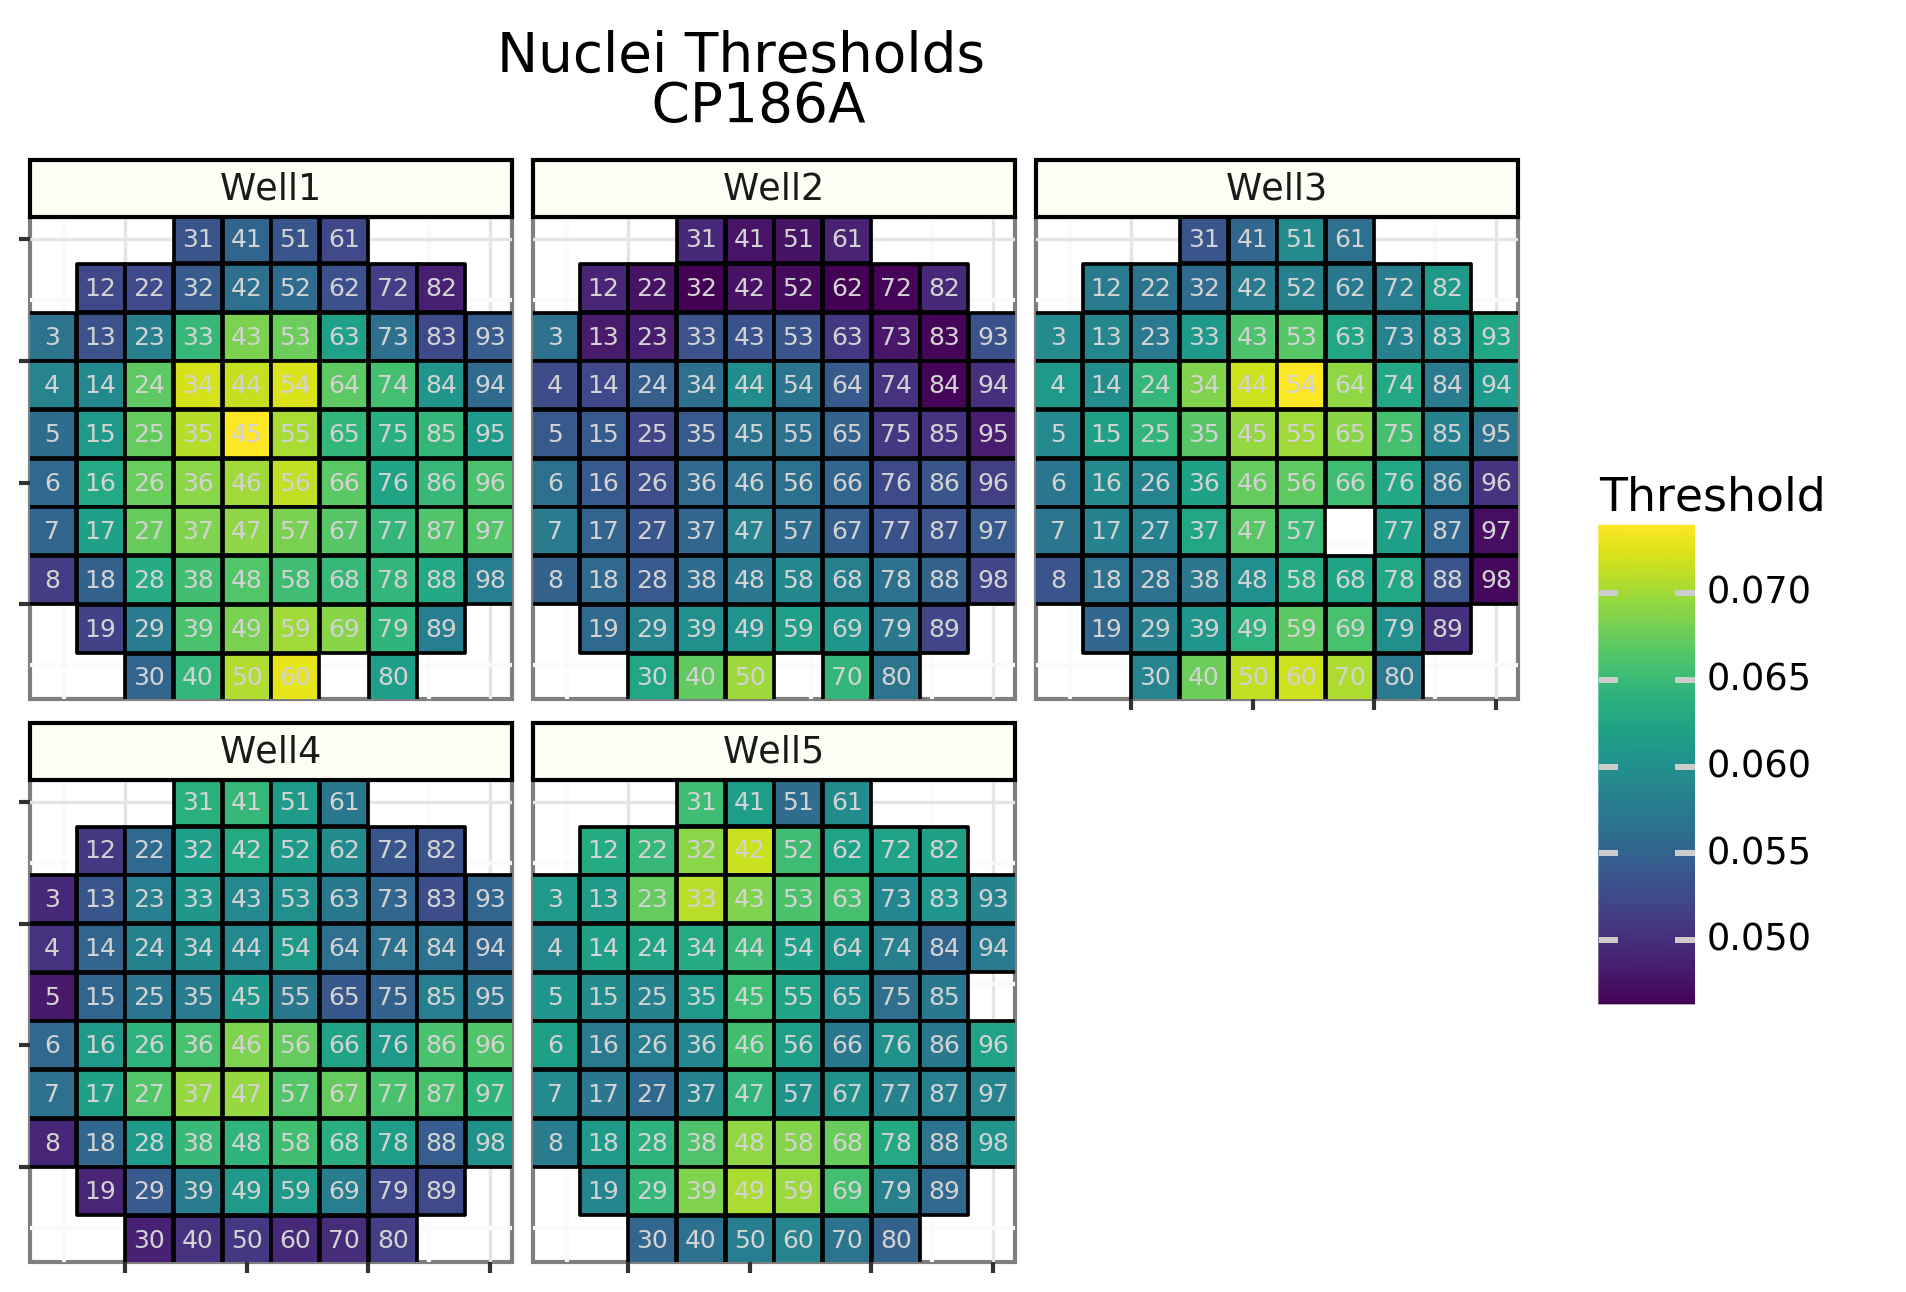 Nuclei Thresholds
CP186A
Well1 Well2 Well3
31 41 51 61 31 41 51 61 31 41 51 61
12 22 32 42 52 62 72 82 12 22 32 42 52 62 72 82 12 22 32 42 52 62 72 82
3 13 23 33 43 53 63 73 83 93 3 13 23 33 43 53 63 73 83 93 3 13 23 33 43 53 63 73 83 93
4 14 24 34 44 54 64 74 84 94 4 14 24 34 44 54 64 74 84 94 4 14 24 34 44 54 64 74 84 94
5 15 25 35 45 55 65 75 85 95 5 15 25 35 45 55 65 75 85 95 5 15 25 35 45 55 65 75 85 95
6 16 26 36 46 56 66 76 86 96 6 16 26 36 46 56 66 76 86 96 6 16 26 36 46 56 66 76 86 96
7 17 27 37 47 57 67 77 87 97 7 17 27 37 47 57 67 77 87 97 7 17 27 37 47 57 77 87 97
8 18 28 38 48 58 68 78 88 98 8 18 28 38 48 58 68 78 88 98 8 18 28 38 48 58 68 78 88 98
19 29 39 49 59 69 79 89 19 29 39 49 59 69 79 89 19 29 39 49 59 69 79 89
30 40 50 60 80 30 40 50 70 80 30 40 50 60 70 80
Well4 Well5
31 41 51 61 31 41 51 61
12 22 32 42 52 62 72 82 12 22 32 42 52 62 72 82
3 13 23 33 43 53 63 73 83 93 3 13 23 33 43 53 63 73 83 93
4 14 24 34 44 54 64 74 84 94 4 14 24 34 44 54 64 74 84 94
5 15 25 35 45 55 65 75 85 95 5 15 25 35 45 55 65 75 85
6 16 26 36 46 56 66 76 86 96 6 16 26 36 46 56 66 76 86 96
7 17 27 37 47 57 67 77 87 97 7 17 27 37 47 57 67 77 87 97
8 18 28 38 48 58 68 78 88 98 8 18 28 38 48 58 68 78 88 98
19 29 39 49 59 69 79 89 19 29 39 49 59 69 79 89
30 40 50 60 70 80 30 40 50 60 70 80
Threshold
0.070
0.065
0.060
0.055
0.050